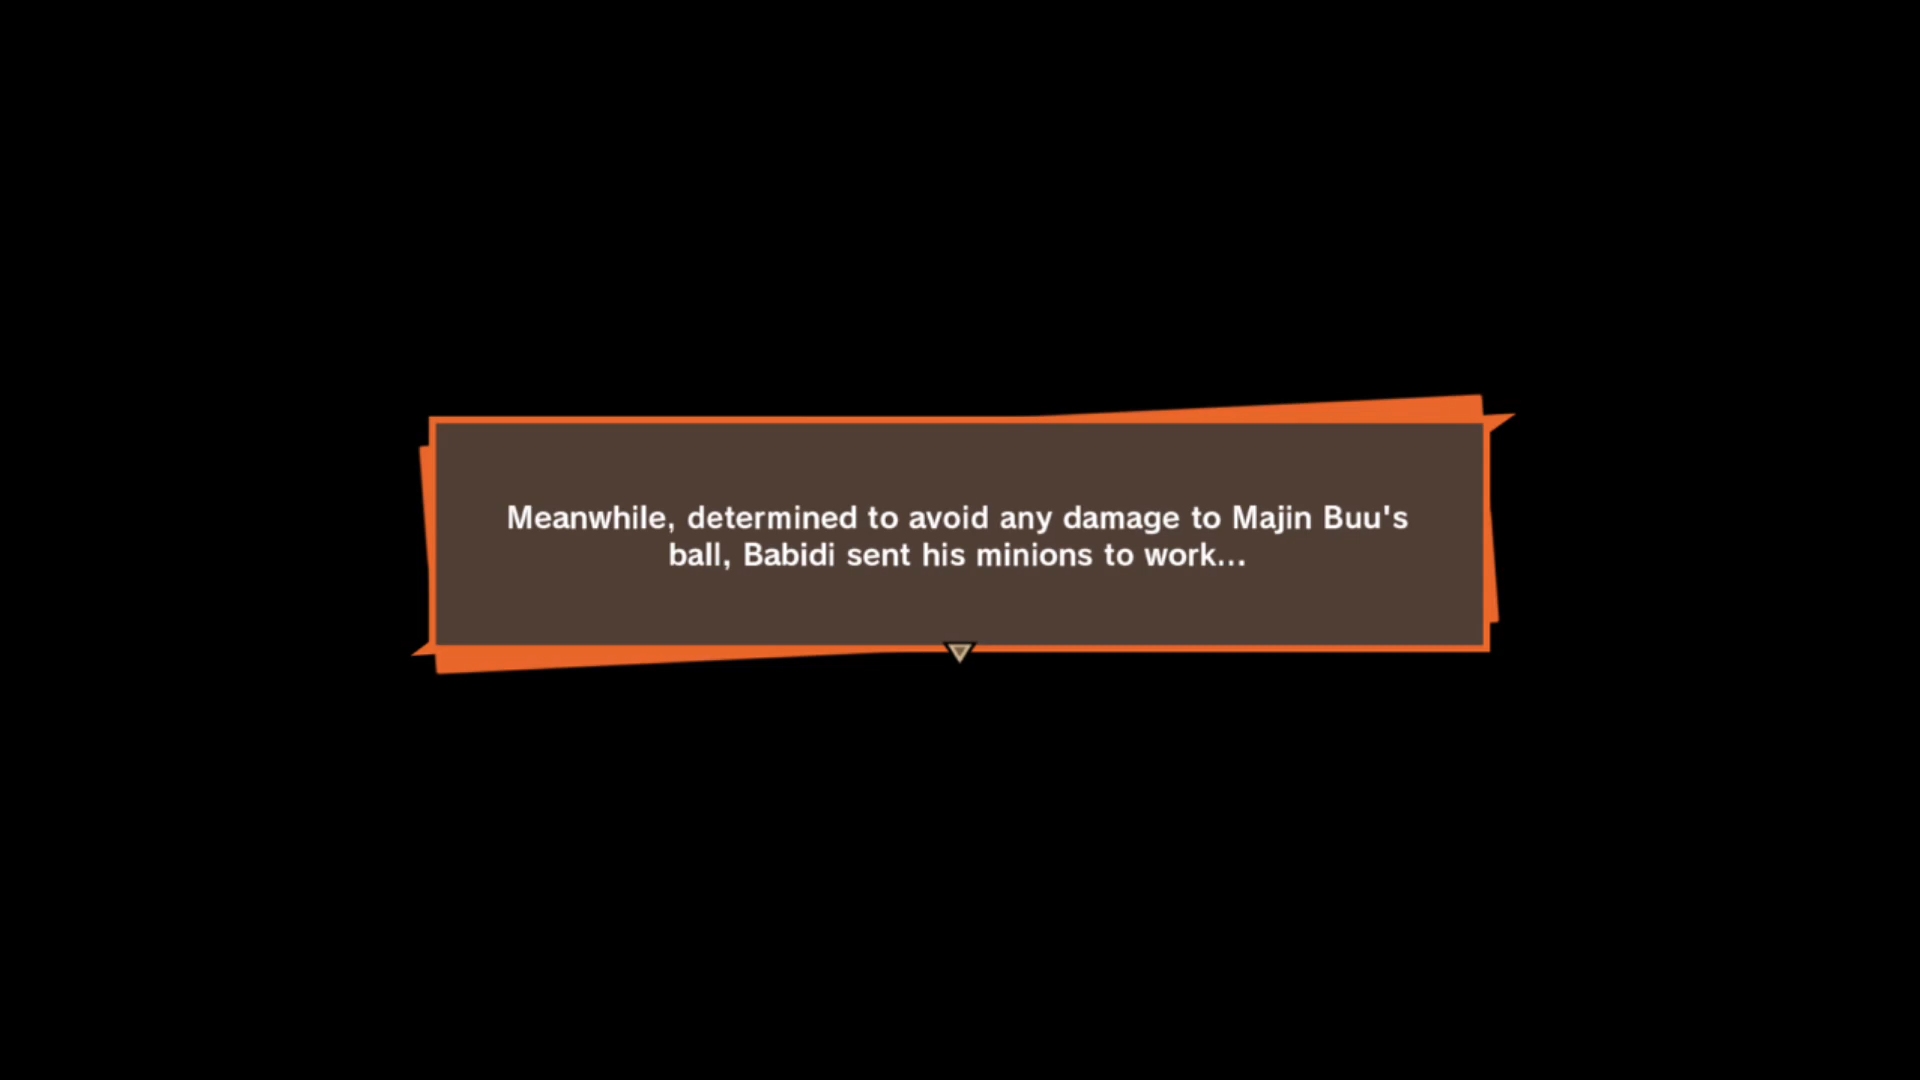 Meanwhile, determined to avoid any damage to Majin Buu's
ball, Babidi sent his minions to work...